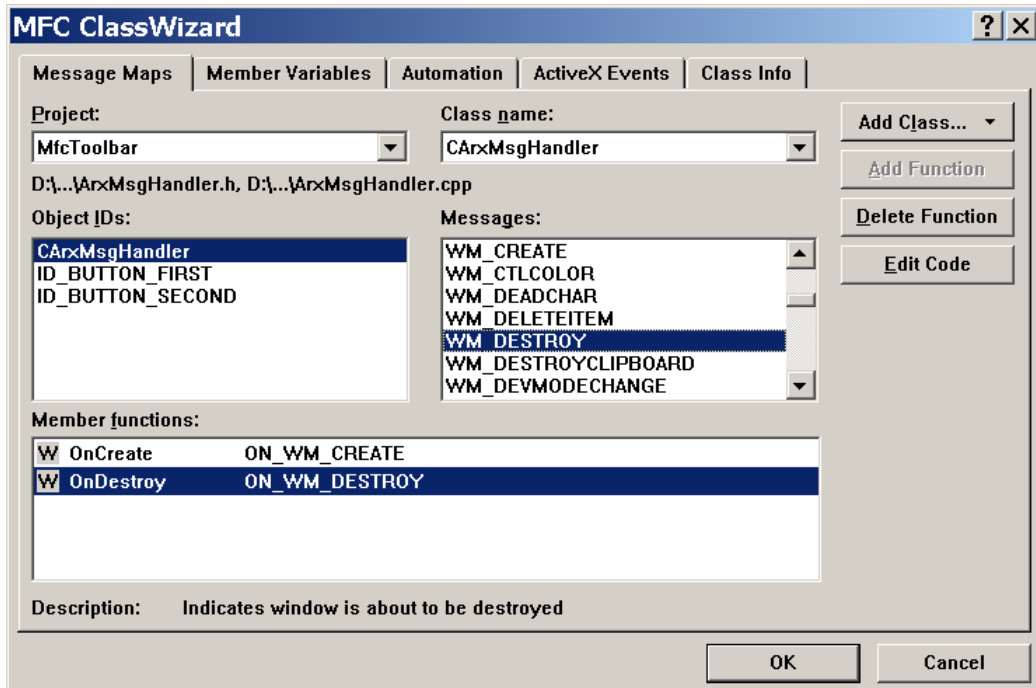 MFC ClassWizard
Message Maps Member Variables Automation ActiveX Events Class Info
Project:
MfcToolbar
Class name:
CArxMsgHandler
D:\...\ArxMsgHandler.h, D:\...\ArxMsgHandler.cpp
Object IDs:
CArxMsgHandler
ID_BUTTON_FIRST
ID_BUTTON_SECOND
Messages:
WM_CREATE
WM_CTLCOLOR
WM_DEADCHAR
WM_DELETEITEM
WM_DESTROY
WM_DESTROYCLIPBOARD
WM_DEVMODECHANGE
Add Class...
Add Function
Delete Function
Edit Code
Member functions:
W OnCreate ON_WM_CREATE
W OnDestroy ON_WM_DESTROY
Description: Indicates window is about to be destroyed
OK Cancel